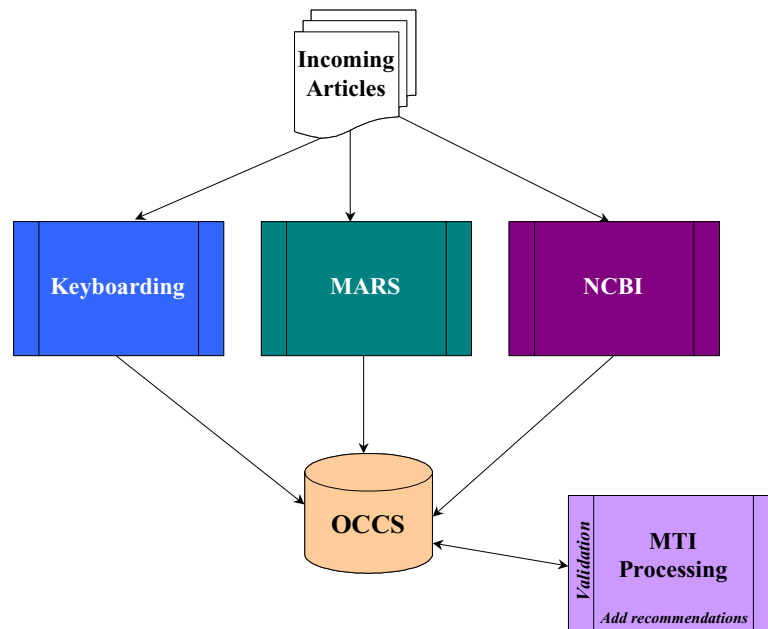 Incoming
Articles
Keyboarding
MARS
NCBI
OCCS
Validation
MTI
Processing
Add recommendations